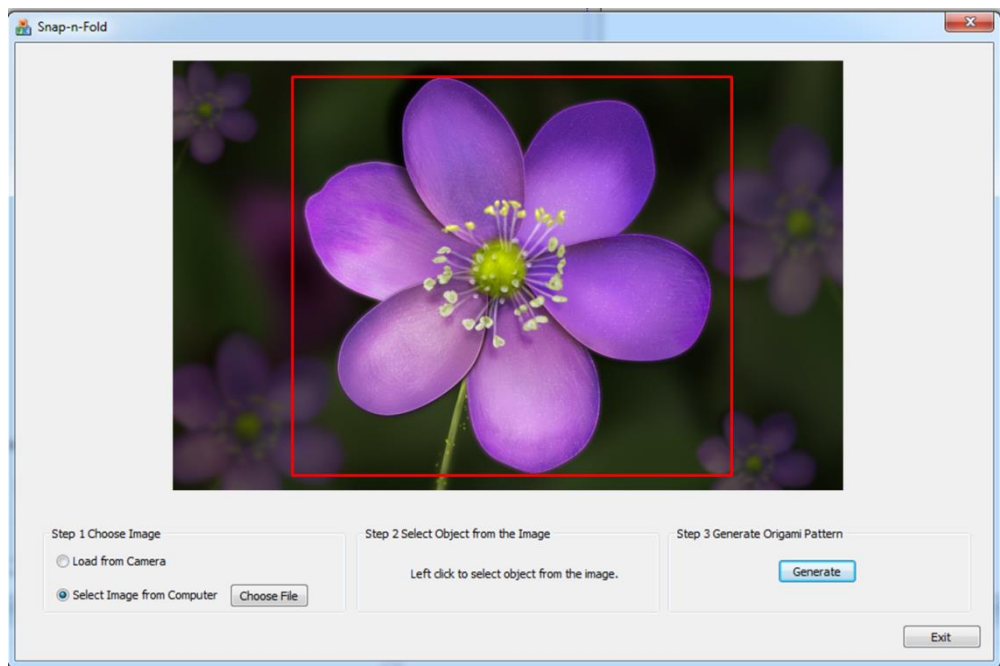 Snap-n-Fold
Step 1 Choose Image
Load from Camera
Select Image from Computer
Choose File
Step 2 Select Object from the Image
Left click to select object from the image.
Step 3 Generate Origami Pattern
Generate
Exit